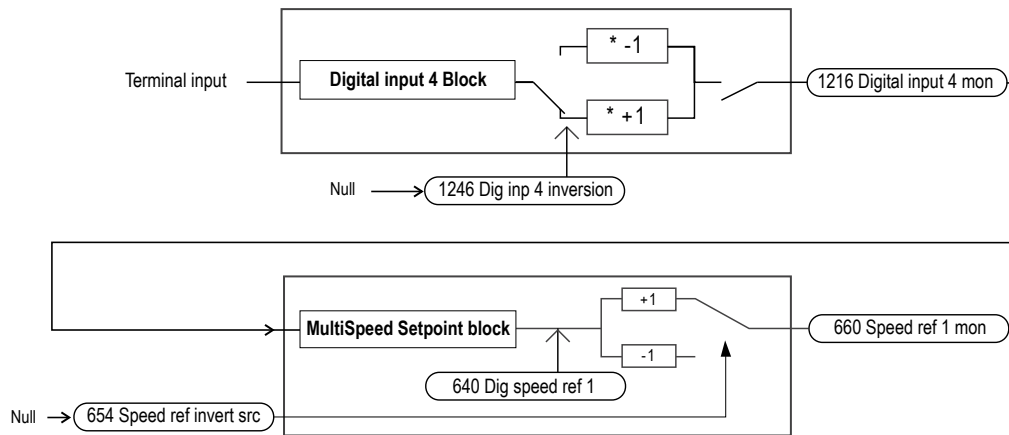 * -1
Terminal input
Digital input 4 Block
1216 Digital input 4 mon
* +1
Null
1246 Dig inp 4 inversion
+1
MultiSpeed Setpoint block
660 Speed ref 1 mon
-1
640 Dig speed ref 1
Null
654 Speed ref invert src